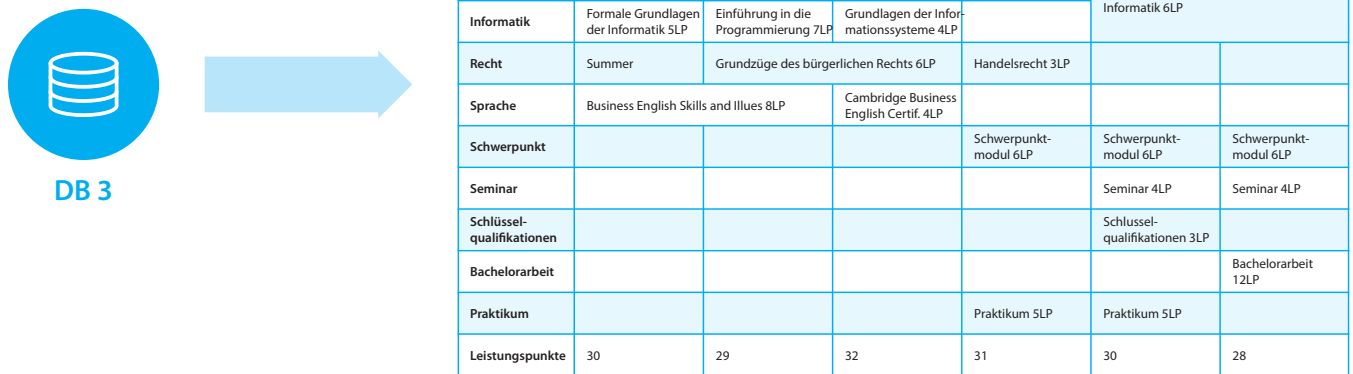 Informatik 6LP
Informatik
Formale Grundlagen
der Informatik 5LP
Einführung in die
Programmierung 7LP
Grundlagen der Infor-
mationssysteme 4LP
Recht
Summer
Grundzüge des bürgerlichen Rechts 6LP
Handelsrecht 3LP
Sprache
Business English Skills and Illues 8LP
Cambridge Business
English Certif. 4LP
Schwerpunkt
Schwerpunkt-
modul 6LP
Schwerpunkt-
modul 6LP
Schwerpunkt-
modul 6LP
DB 3
Seminar
Seminar 4LP
Seminar 4LP
Schlüssel-
qualifikationen
Schlussel-
qualifikationen 3LP
Bachelorarbeit
Bachelorarbeit
12LP
Praktikum
Praktikum 5LP
Praktikum 5LP
Leistungspunkte
30
29
32
31
30
28